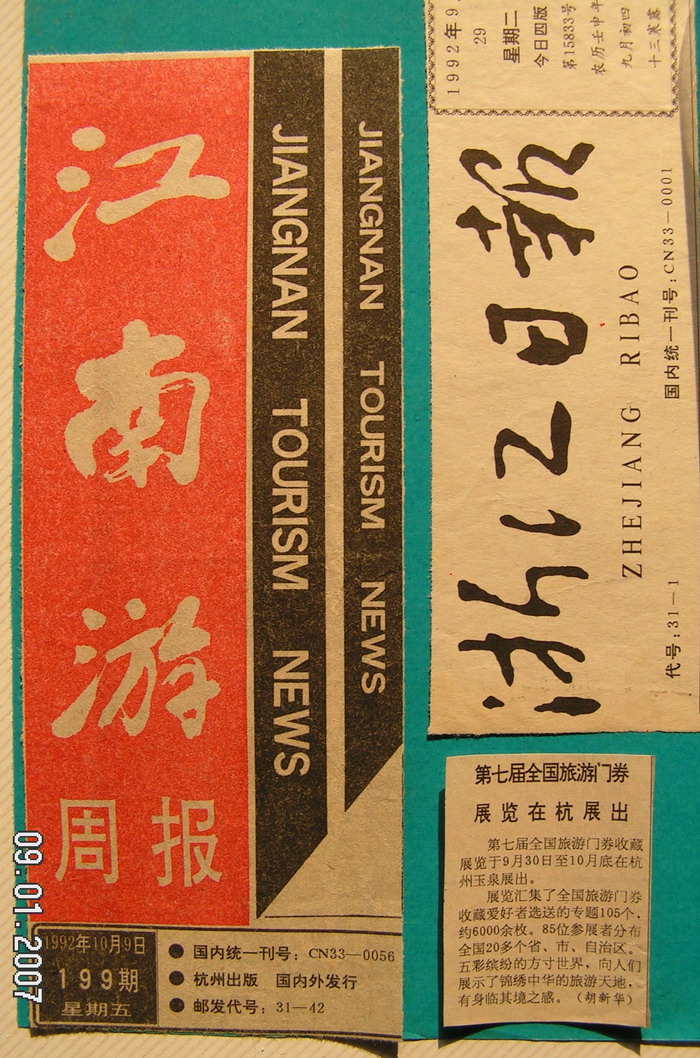 江南游
周报
JIANGNAN TOURISM NEWS
JIANGNAN TOURISM NEWS
1992年10月9日
199期
星期五
● 国内统一刊号：CN33—0056
● 杭州出版 国内外发行
● 邮发代号：31—42
1992年9
29
星期二
今日四版
第15833号
农历壬申年
九月初四
十三寒露
浙江日报
ZHEJIANG RIBAO
代号：31—1 国内统一刊号：CN33—0001
第七届全国旅游门券
展览在杭展出
第七届全国旅游门券收藏
展览于9月30日至10月底在杭
州玉泉展出。
展览汇集了全国旅游门券
收藏爱好者选送的专题105个，
约6000余枚。85位参展者分布
全国20多个省、市、自治区。
五彩缤纷的方寸世界，向人们
展示了锦绣中华的旅游天地，
有身临其境之感。（胡新华）
09.01.2007